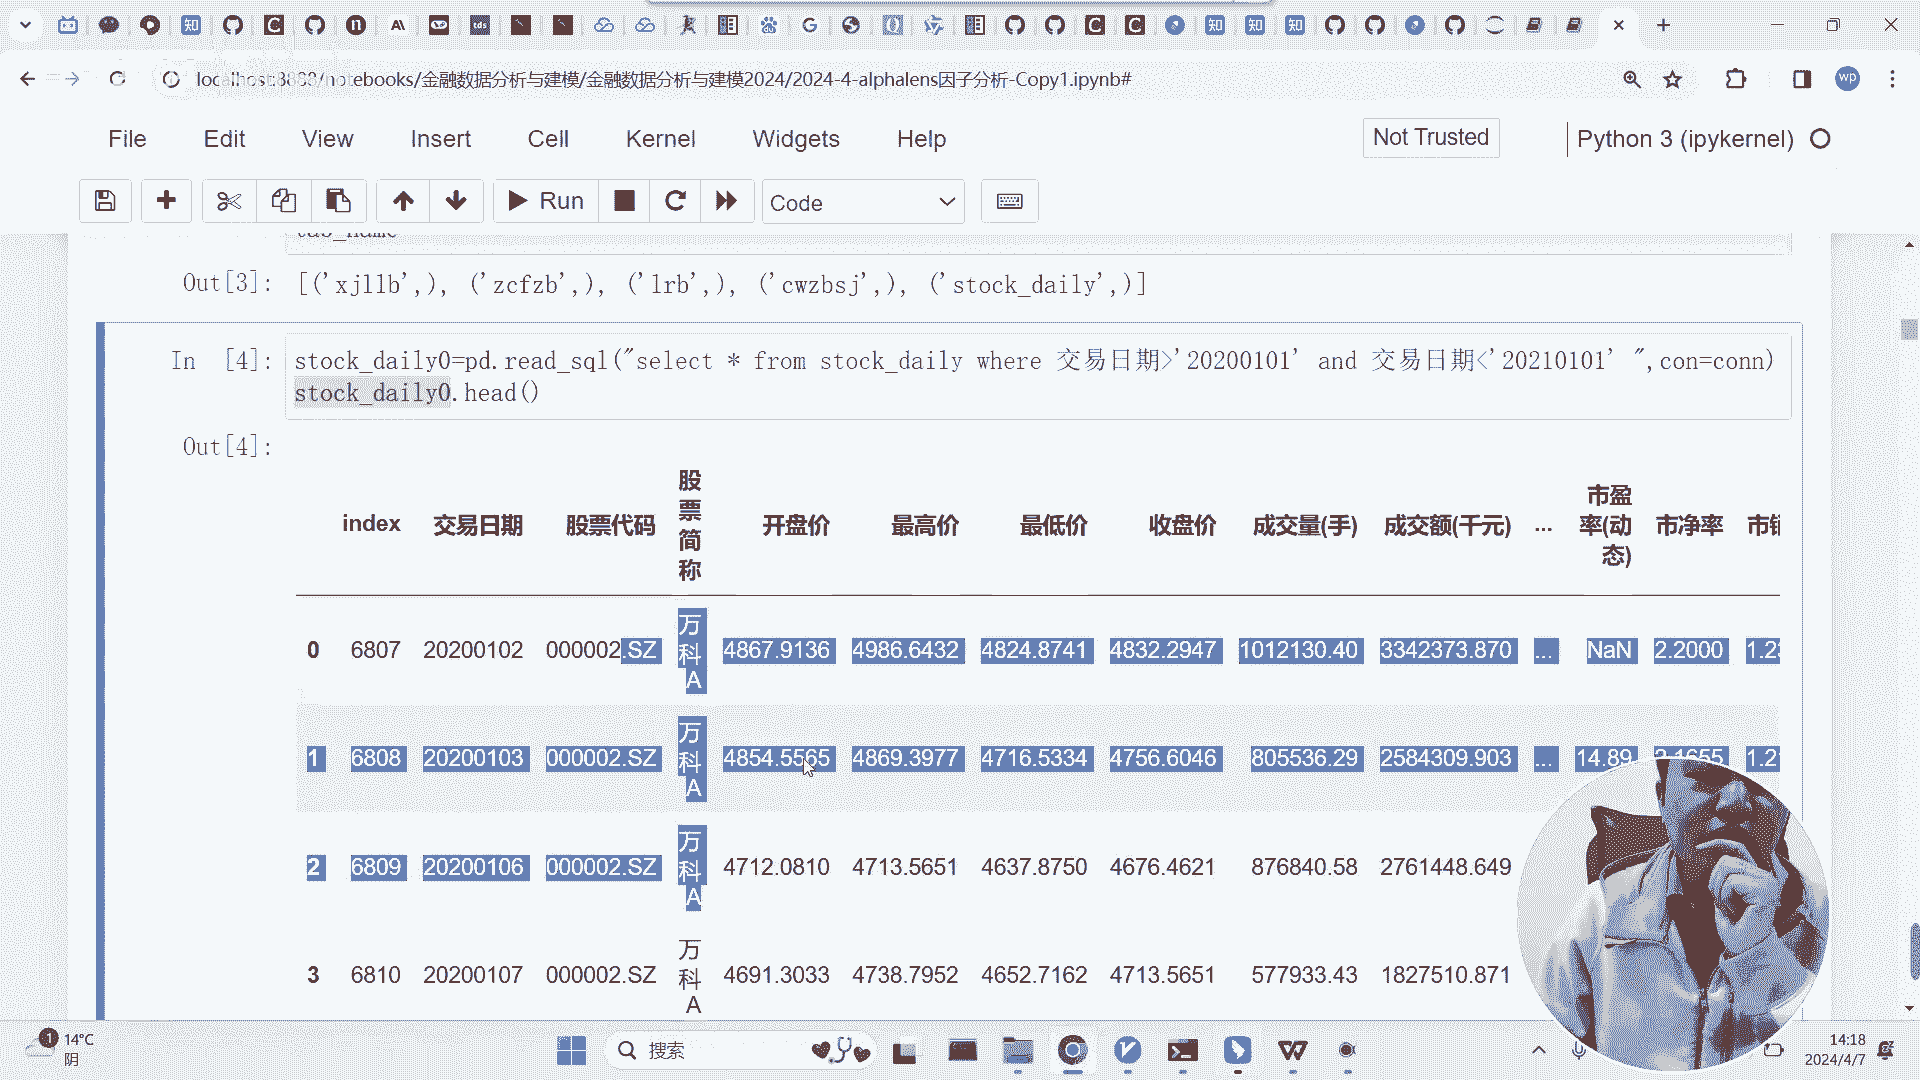 localhost:8888/notebooks/金融数据分析与建模/金融数据分析与建模2024/2024-4-alphalens因子分析-Copy1.ipynb#
wp
File Edit View Insert Cell Kernel Widgets Help
Not Trusted
Python 3 (ipykernel)
Run
Code
tab_name
Out[3]: [('xjllb',), ('zcfzb',), ('lrb',), ('cwzbsj',), ('stock_daily',)]
In [4]: stock_daily0=pd.read_sql("select * from stock_daily where 交易日期>'20200101' and 交易日期<'20210101' ",con=conn)
stock_daily0.head()
Out[4]:
index 交易日期 股票代码 股票简称 开盘价 最高价 最低价 收盘价 成交量(手) 成交额(千元) ... 市盈率(动态) 市净率 市
0 6807 20200102 000002.SZ 万科A 4867.9136 4986.6432 4824.8741 4832.2947 1012130.40 3342373.870 ... NaN 2.2000 1.2
1 6808 20200103 000002.SZ 万科A 4854.5565 4869.3977 4716.5334 4756.6046 805536.29 2584309.903 ... 14.89 2.1655 1.2
2 6809 20200106 000002.SZ 万科A 4712.0810 4713.5651 4637.8750 4676.4621 876840.58 2761448.649
3 6810 20200107 000002.SZ 万科A 4691.3033 4738.7952 4652.7162 4713.5651 577933.43 1827510.871
1
14°C
阴
搜索
14:18
2024/4/7